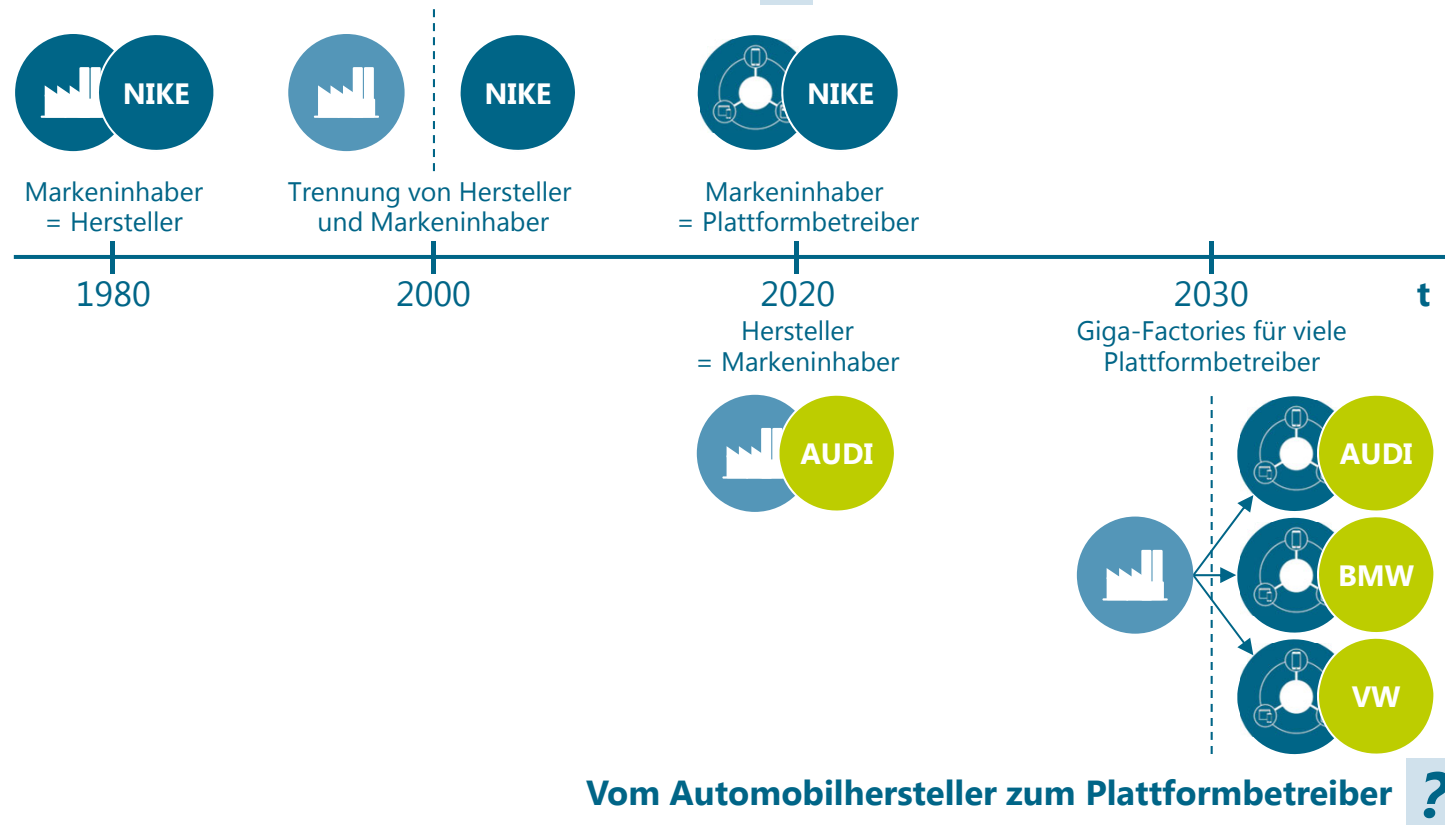 NIKE
NIKE
NIKE
Markeninhaber
= Hersteller
Trennung von Hersteller
und Markeninhaber
Markeninhaber
= Plattformbetreiber
1980
2000
2020
2030
t
Hersteller
= Markeninhaber
Giga-Factories für viele
Plattformbetreiber
AUDI
AUDI
BMW
VW
Vom Automobilhersteller zum Plattformbetreiber ?